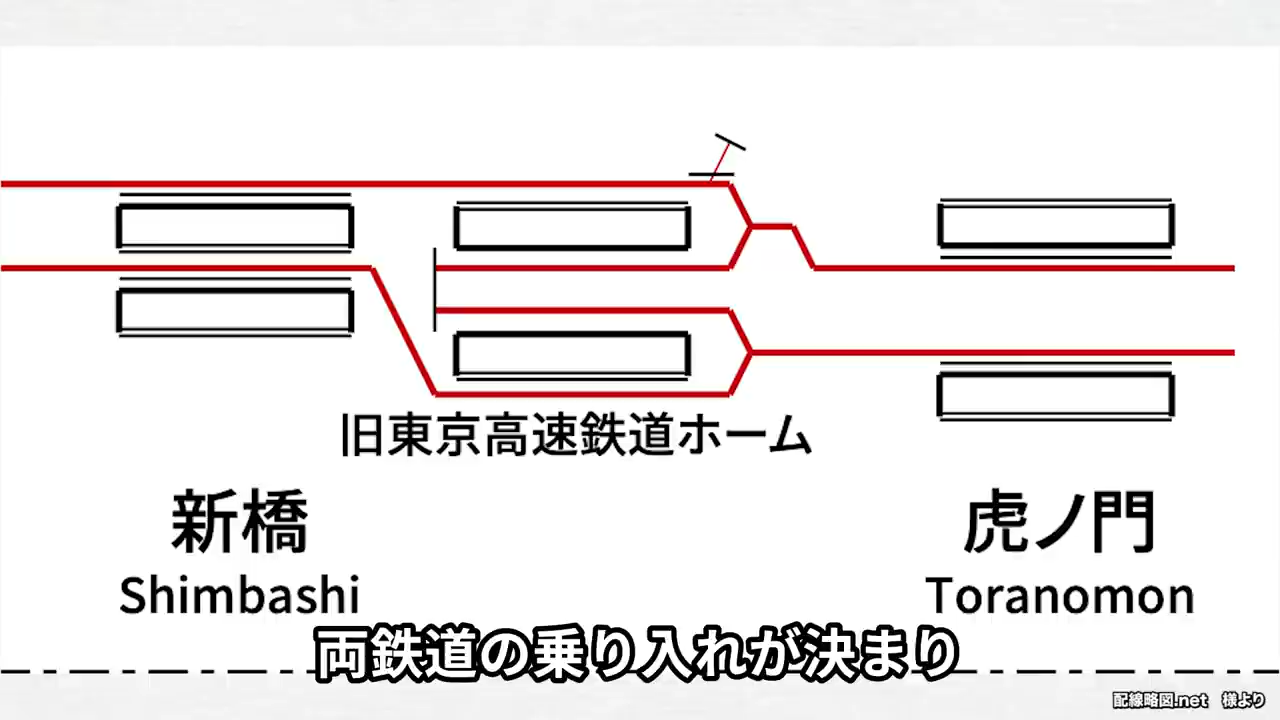 旧東京高速鉄道ホーム
新橋
Shimbashi
虎ノ門
Toranomon
両鉄道の乗り入れが決まり
配線略図.net 様より